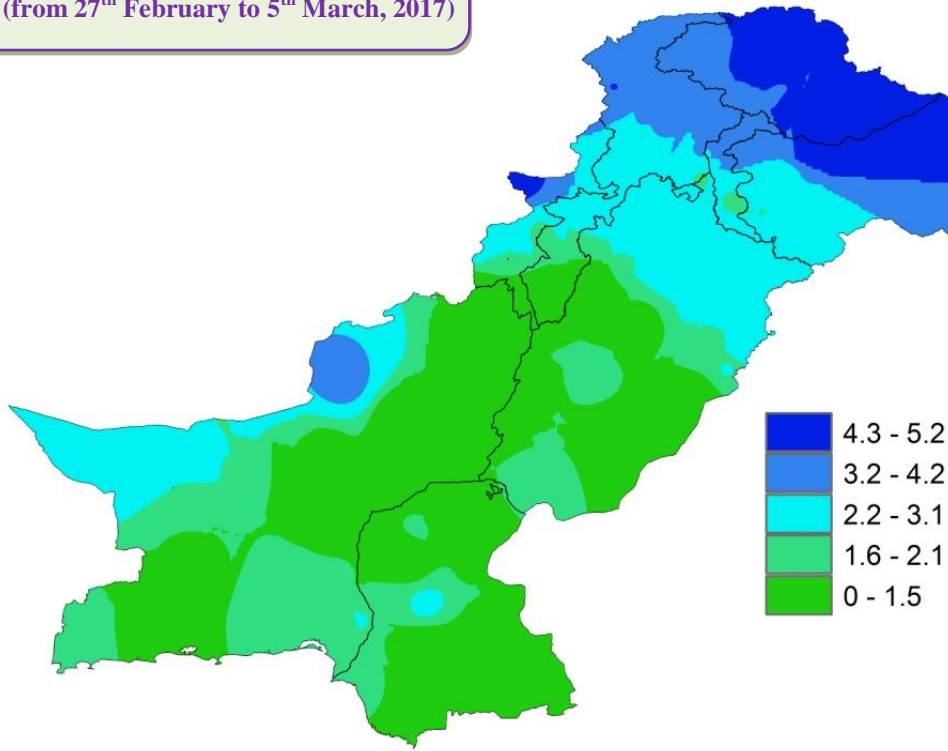 (from 27th February to 5th March, 2017)
4.3 - 5.2
3.2 - 4.2
2.2 - 3.1
1.6 - 2.1
0 - 1.5